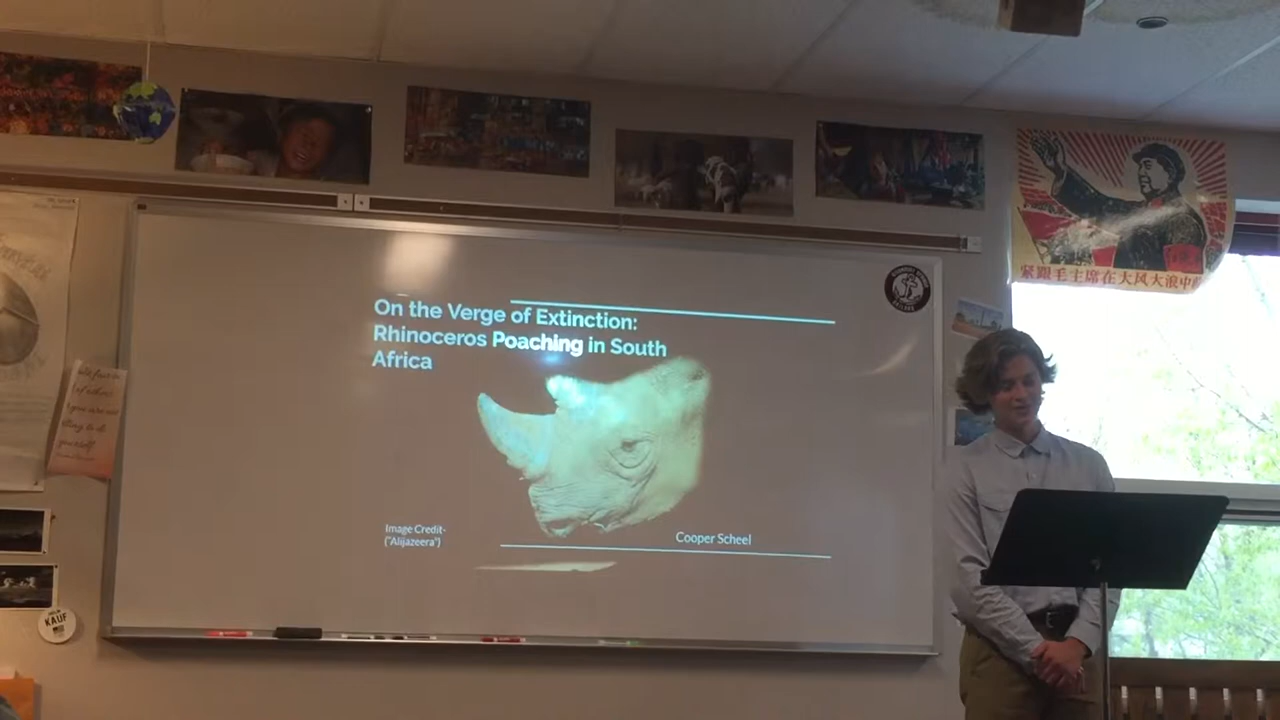 On the Verge of Extinction:
Rhinoceros Poaching in South
Africa
Image Credit-
("Alijazeera")
Cooper Scheel
紧跟毛主席在大风大浪中
KAUF